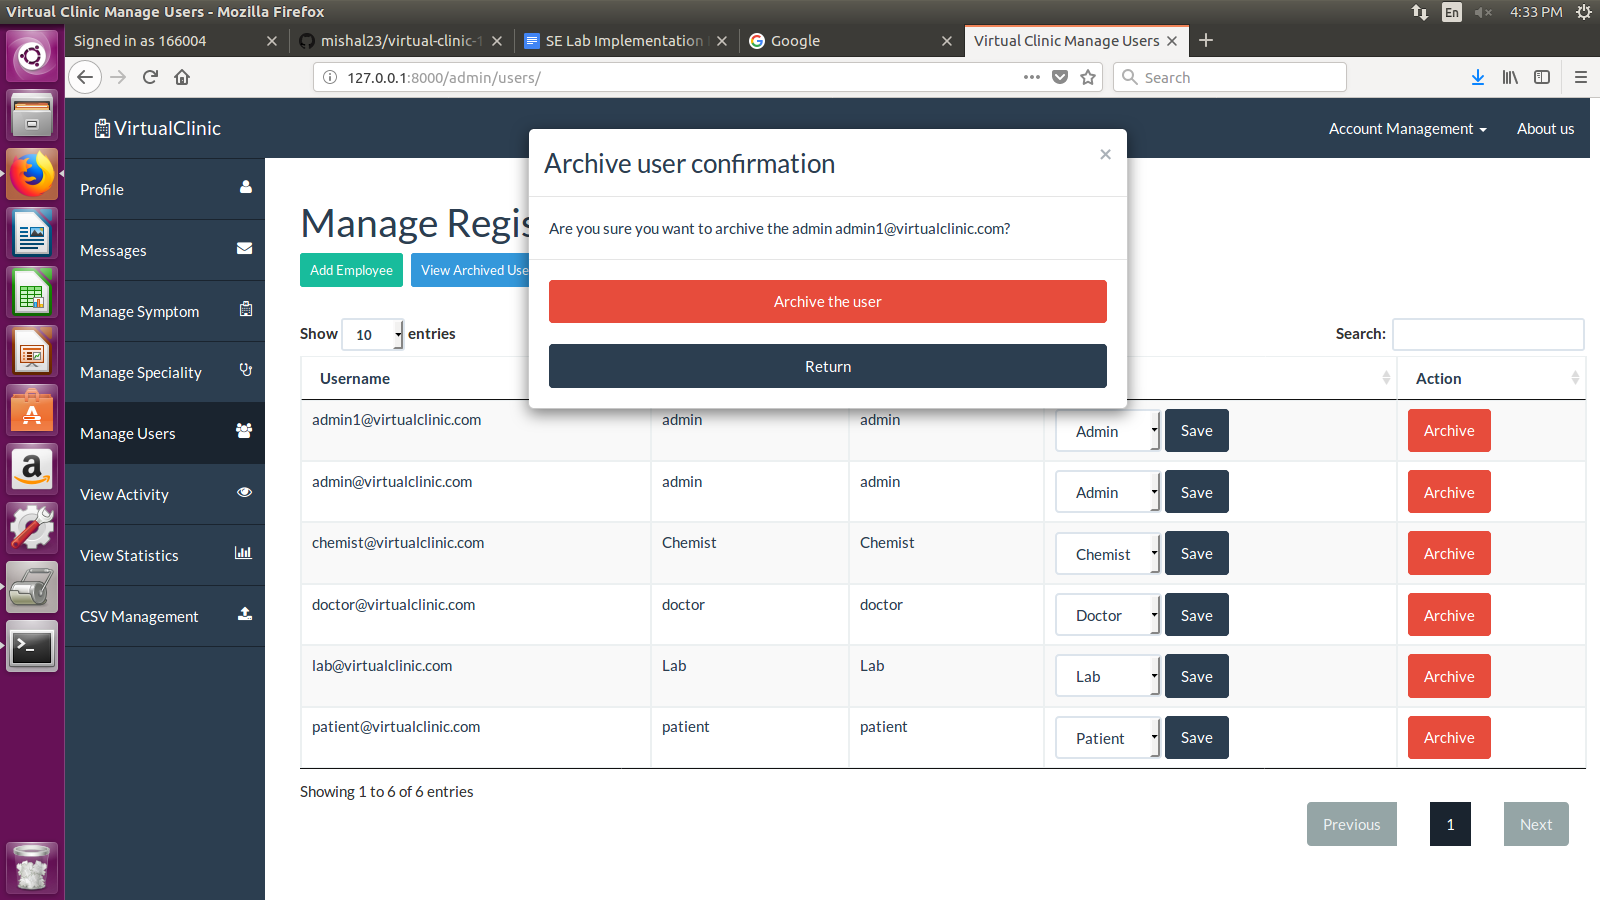 Virtual Clinic Manage Users - Mozilla Firefox
En
4:33 PM
Signed in as 166004
mishal23/virtual-clinic-1
SE Lab Implementation
Google
Virtual Clinic Manage Users
127.0.0.1:8000/admin/users/
Search
VirtualClinic
Account Management
About us
Profile
Messages
Manage Symptom
Manage Speciality
Manage Users
View Activity
View Statistics
CSV Management
Archive user confirmation
×
Are you sure you want to archive the admin admin1@virtualclinic.com?
Archive the user
Return
Manage Regis
Add Employee
View Archived Use
Show 10 entries
Search:
Username
Action
admin1@virtualclinic.com admin admin Admin Save Archive
admin@virtualclinic.com admin admin Admin Save Archive
chemist@virtualclinic.com Chemist Chemist Chemist Save Archive
doctor@virtualclinic.com doctor doctor Doctor Save Archive
lab@virtualclinic.com Lab Lab Lab Save Archive
patient@virtualclinic.com patient patient Patient Save Archive
Showing 1 to 6 of 6 entries
Previous 1 Next